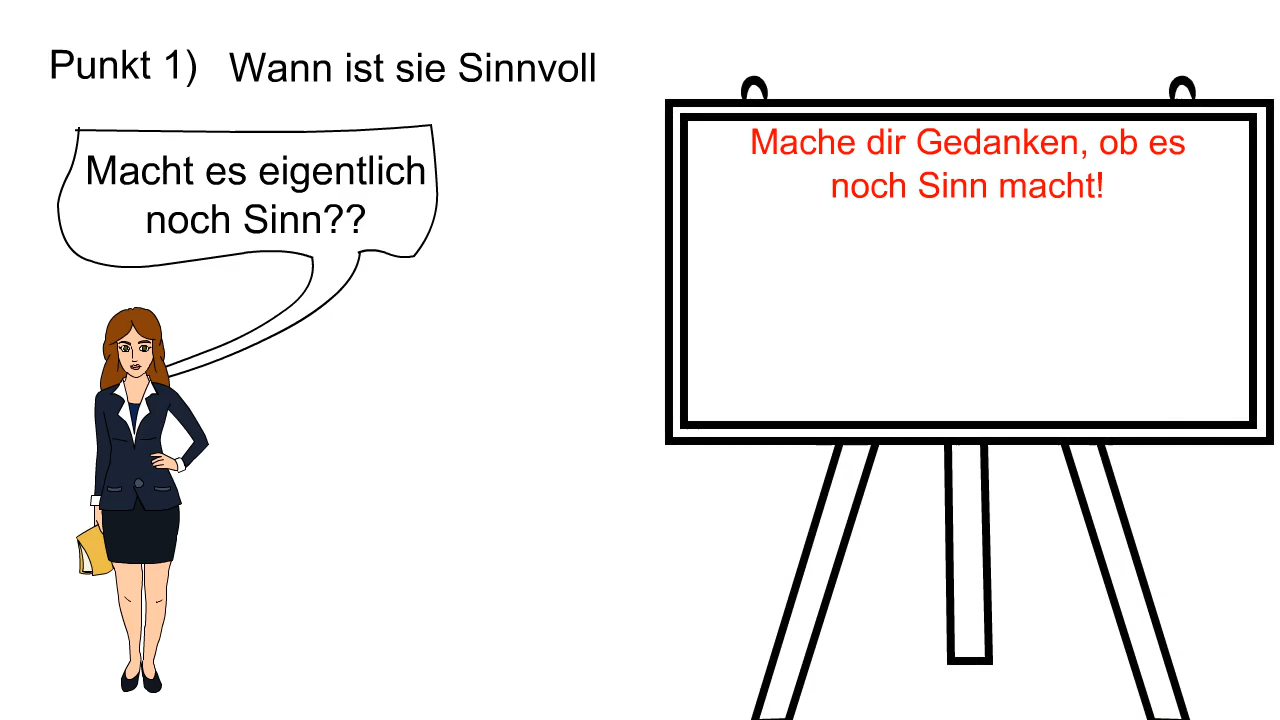 Punkt 1) Wann ist sie Sinnvoll
Macht es eigentlich
noch Sinn??
Mache dir Gedanken, ob es
noch Sinn macht!